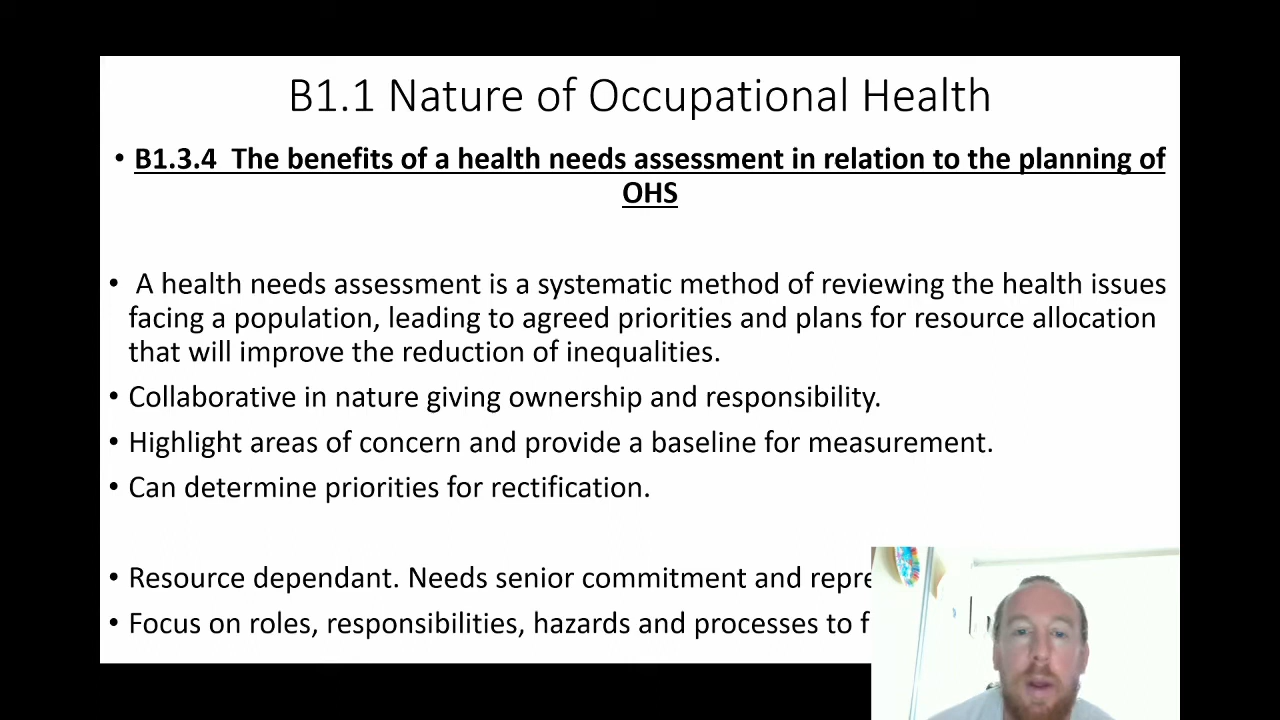 B1.1 Nature of Occupational Health
• B1.3.4 The benefits of a health needs assessment in relation to the planning of
OHS
• A health needs assessment is a systematic method of reviewing the health issues
facing a population, leading to agreed priorities and plans for resource allocation
that will improve the reduction of inequalities.
• Collaborative in nature giving ownership and responsibility.
• Highlight areas of concern and provide a baseline for measurement.
• Can determine priorities for rectification.
• Resource dependant. Needs senior commitment and
• Focus on roles, responsibilities, hazards and processes to